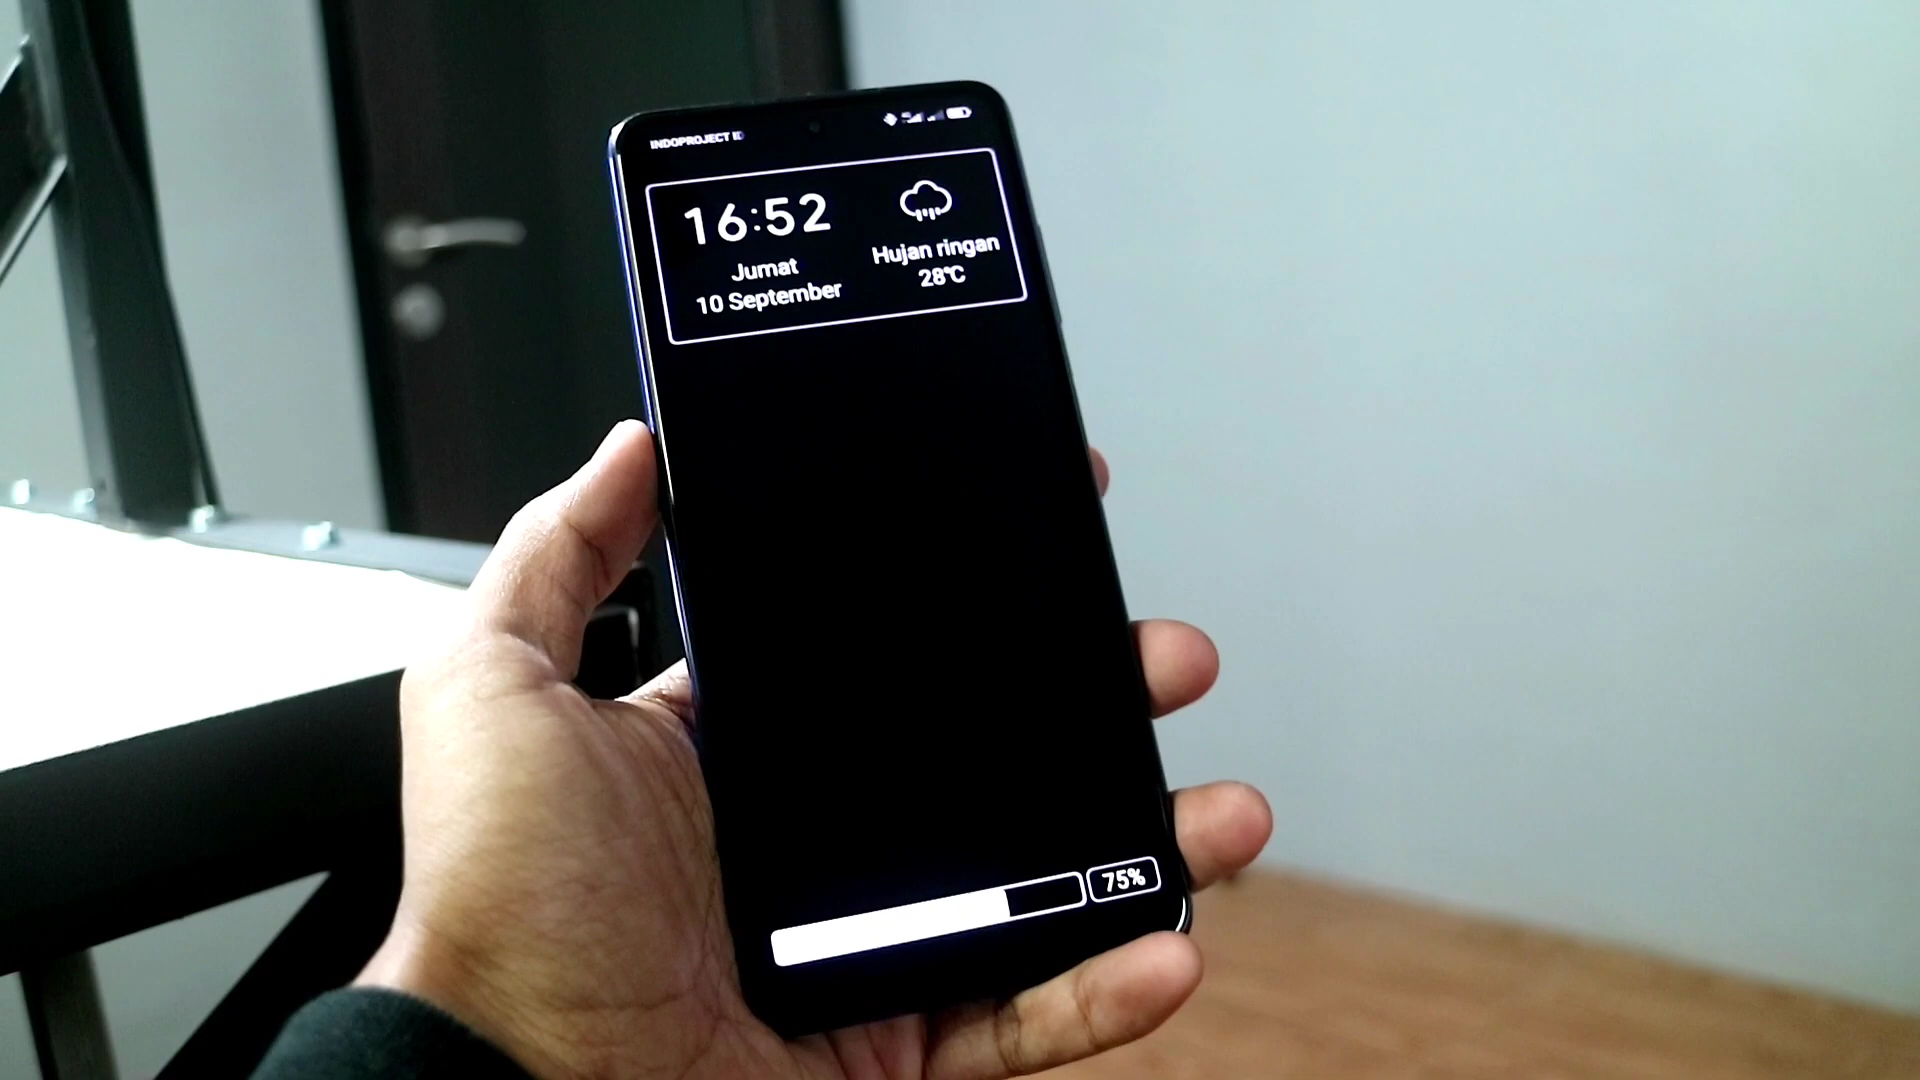 INDOPROJECT ID
16:52
Jumat
10 September
Hujan ringan
28°C
75%